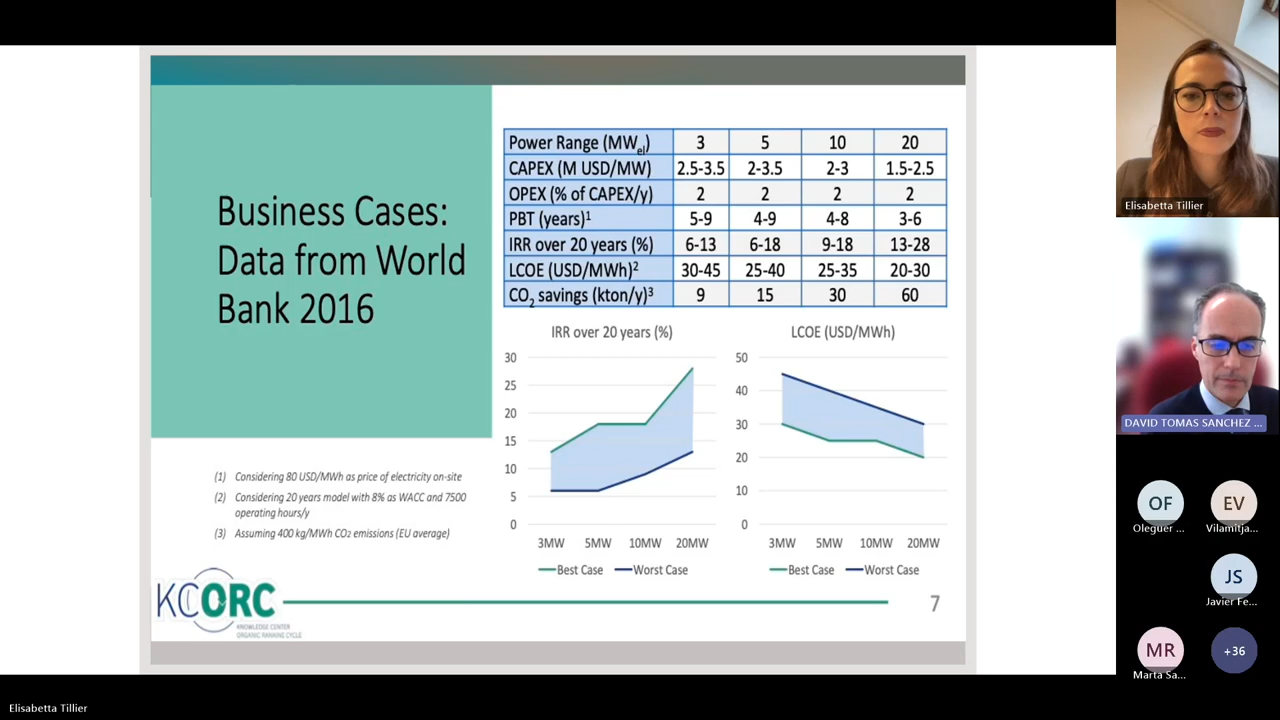 Business Cases:
Data from World
Bank 2016
Power Range (MWel) 3 5 10 20
CAPEX (M USD/MW) 2.5-3.5 2-3.5 2-3 1.5-2.5
OPEX (% of CAPEX/y) 2 2 2 2
PBT (years)1 5-9 4-9 4-8 3-6
IRR over 20 years (%) 6-13 6-18 9-18 13-28
LCOE (USD/MWh)2 30-45 25-40 25-35 20-30
CO2 savings (kton/y)3 9 15 30 60
IRR over 20 years (%)
30
25
20
15
10
5
0
3MW 5MW 10MW 20MW
Best Case Worst Case
LCOE (USD/MWh)
50
40
30
20
10
0
3MW 5MW 10MW 20MW
Best Case Worst Case
(1) Considering 80 USD/MWh as price of electricity on-site
(2) Considering 20 years model with 8% as WACC and 7500
operating hours/y
(3) Assuming 400 kg/MWh CO2 emissions (EU average)
KCORC
KNOWLEDGE CENTER
ORGANIC RANKINE CYCLE
7
Elisabetta Tillier
DAVID TOMAS SANCHEZ ...
OF
Oleguer ...
EV
Vilamitja...
JS
Javier Fe...
MR
Marta Sa...
+36
Elisabetta Tillier